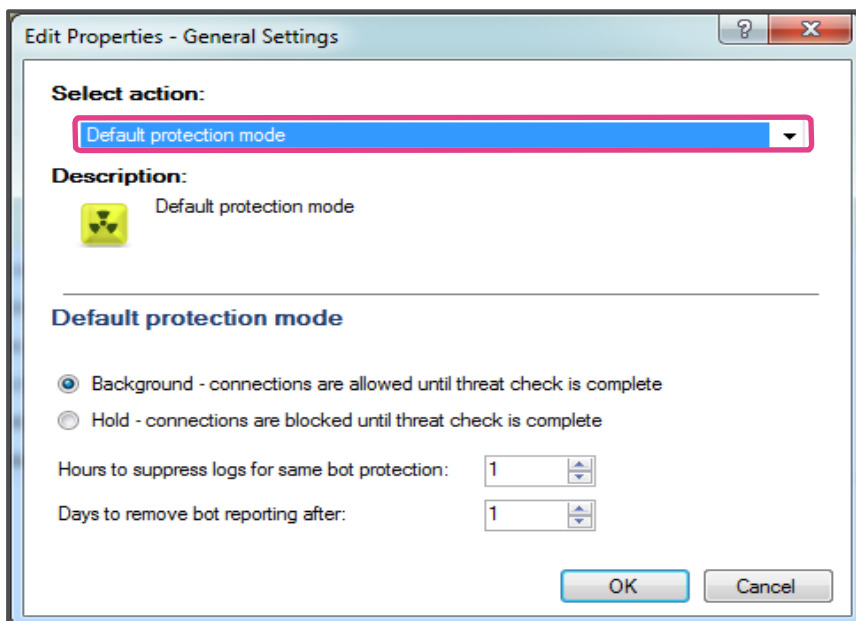 Edit Properties - General Settings
Select action:
Default protection mode
Description:
Default protection mode
Default protection mode
Background - connections are allowed until threat check is complete
Hold - connections are blocked until threat check is complete
Hours to suppress logs for same bot protection: 1
Days to remove bot reporting after: 1
OK Cancel